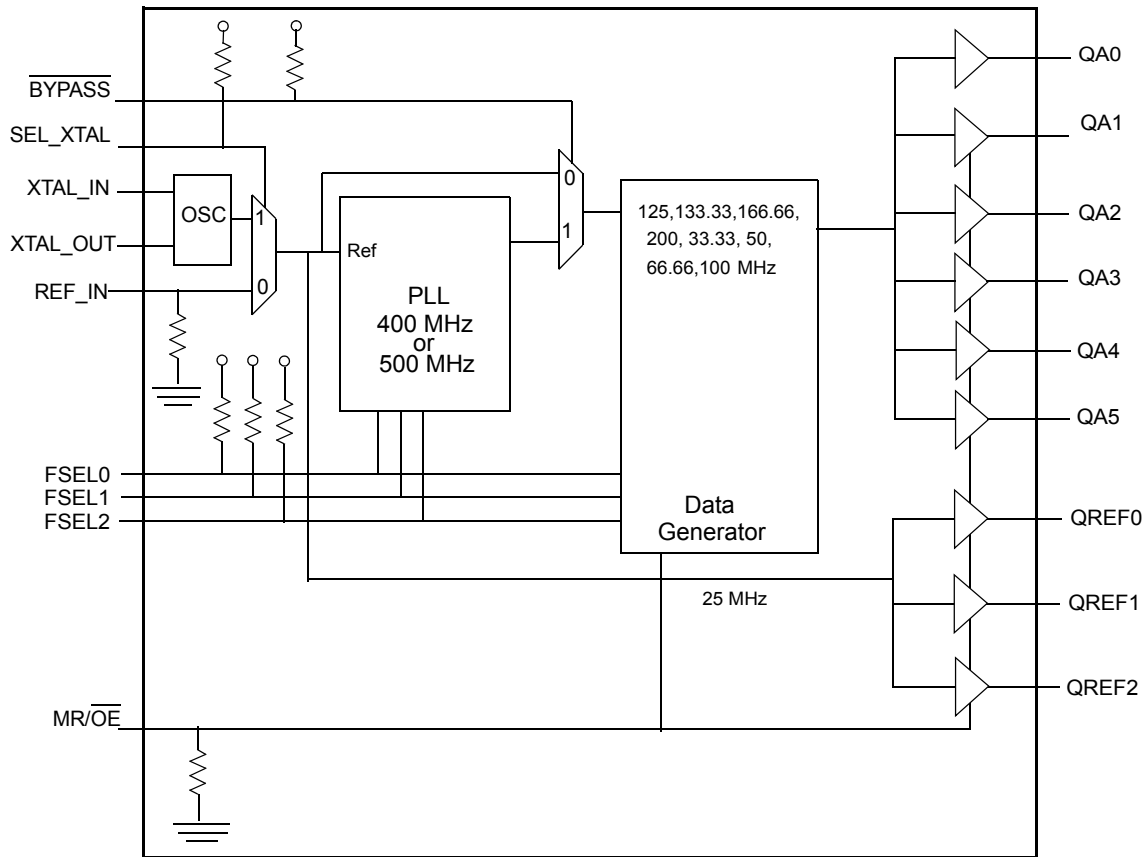 BYPASS
SEL_XTAL
XTAL_IN
XTAL_OUT
REF_IN
OSC
1
0
Ref
PLL
400 MHz
or
500 MHz
0
1
125,133.33,166.66,
200, 33.33, 50,
66.66,100 MHz
Data
Generator
FSEL0
FSEL1
FSEL2
25 MHz
MR/OE
QA0
QA1
QA2
QA3
QA4
QA5
QREF0
QREF1
QREF2